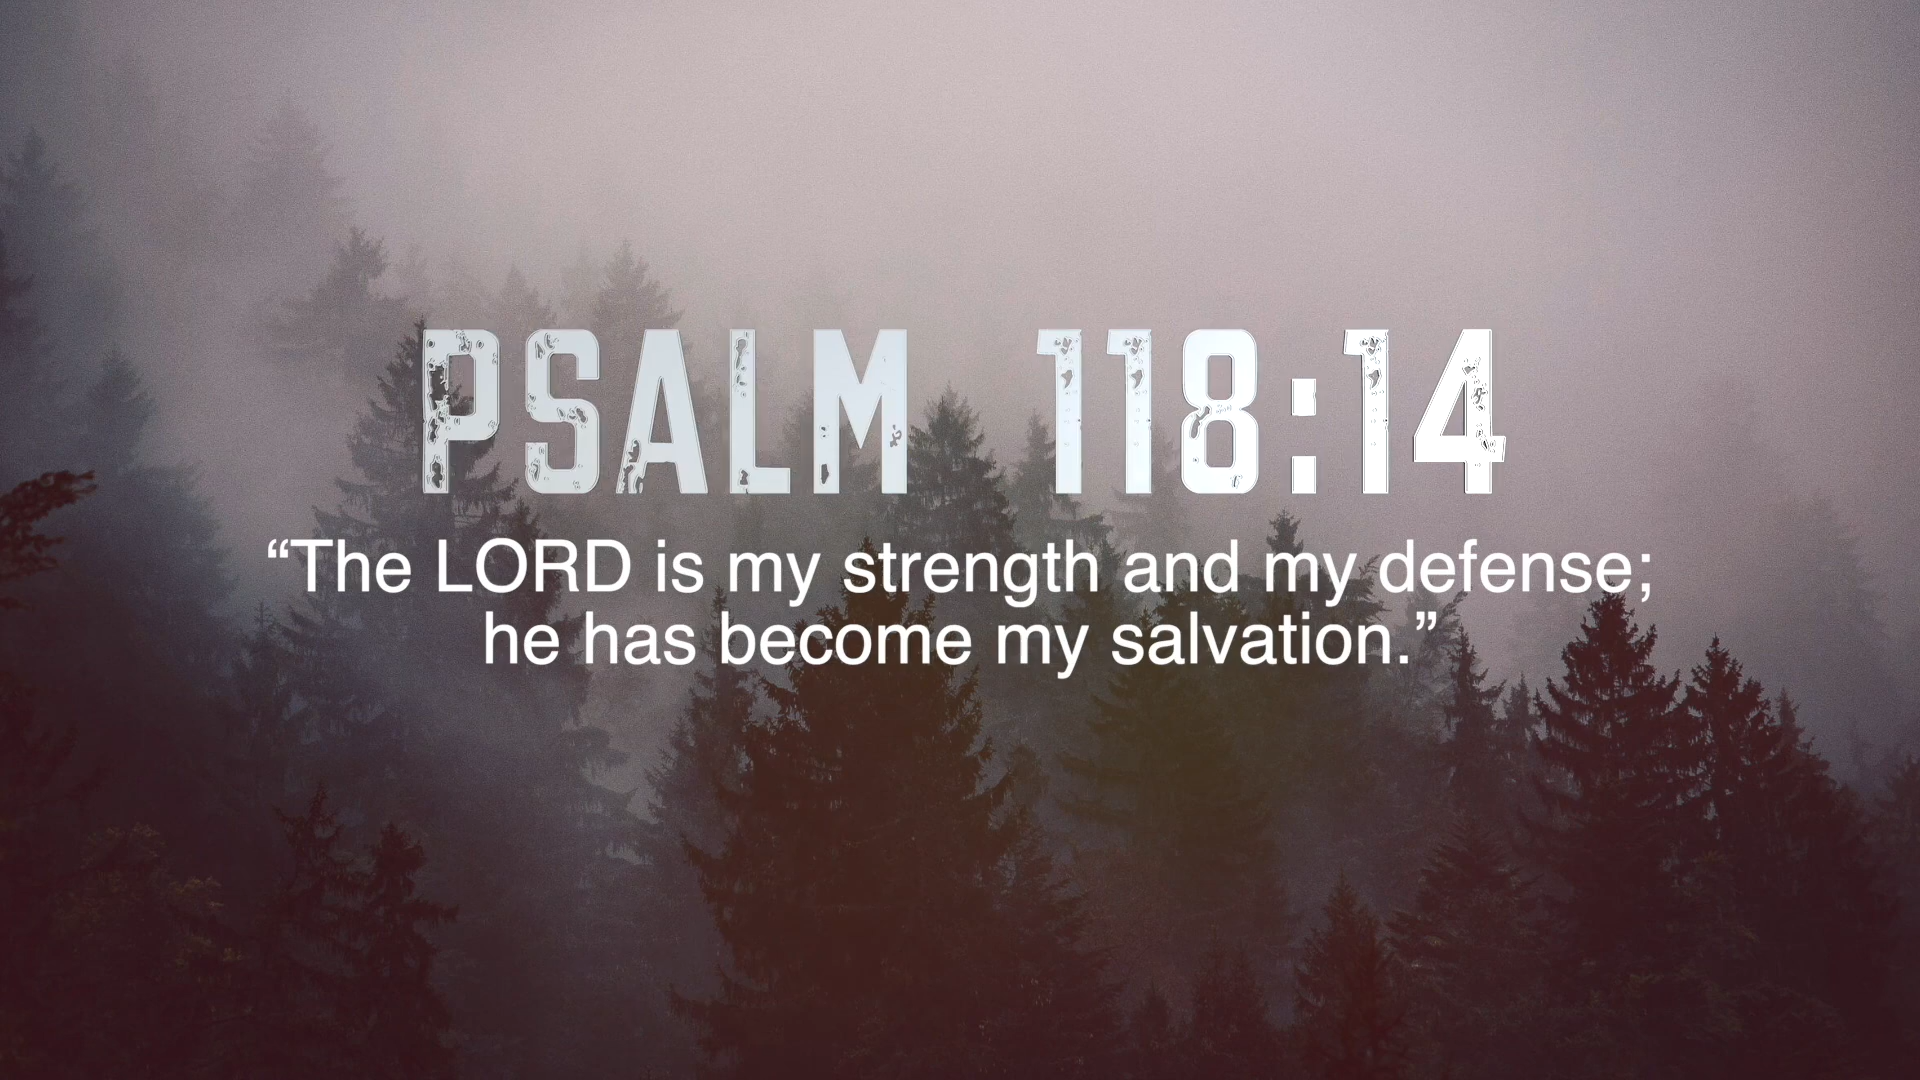 PSALM 118:14
“The LORD is my strength and my defense;
he has become my salvation.”